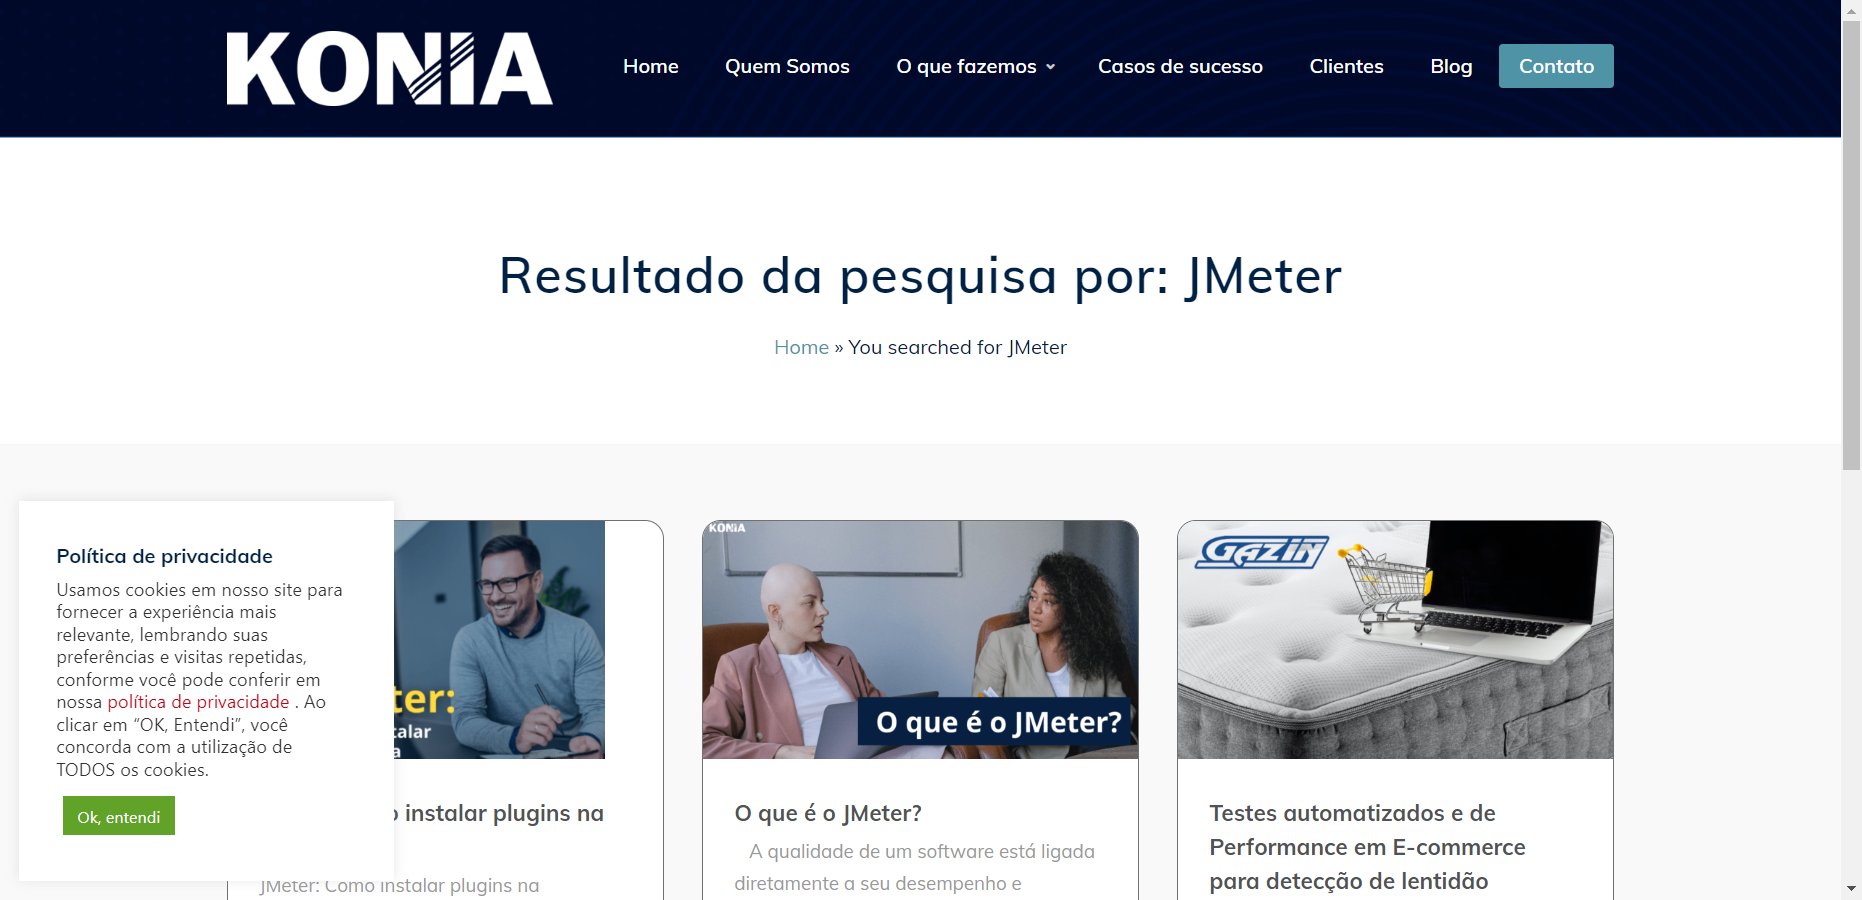 KONIA
Home
Quem Somos
O que fazemos
Casos de sucesso
Clientes
Blog
Contato
Resultado da pesquisa por: JMeter
Home » You searched for JMeter
Política de privacidade
Usamos cookies em nosso site para
fornecer a experiência mais
relevante, lembrando suas
preferências e visitas repetidas,
conforme você pode conferir em
nossa política de privacidade . Ao
clicar em “OK, Entendi”, você
concorda com a utilização de
TODOS os cookies.
Ok, entendi
ter:
talar
a
instalar plugins na
JMeter: Como instalar plugins na
KONIA
O que é o JMeter?
O que é o JMeter?
A qualidade de um software está ligada
diretamente a seu desempenho e
GAZIN
Testes automatizados e de
Performance em E-commerce
para detecção de lentidão